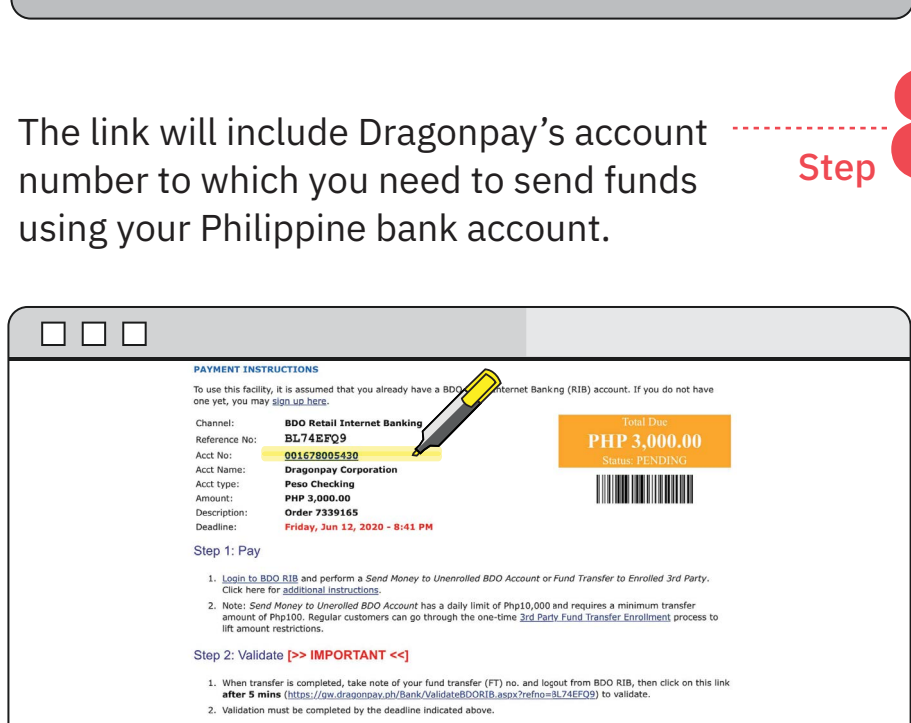 The link will include Dragonpay's account
number to which you need to send funds
using your Philippine bank account.
Step
PAYMENT INSTRUCTIONS
To use this facility, it is assumed that you already have a BDO nternet Bankng (RIB) account. If you do not have
one yet, you may sign up here.
Channel: BDO Retail Internet Banking
Reference No: BL74EFQ9
Acct No: 001678005430
Acct Name: Dragonpay Corporation
Acct type: Peso Checking
Amount: PHP 3,000.00
Description: Order 7339165
Deadline: Friday, Jun 12, 2020 - 8:41 PM
Total Due
PHP 3,000.00
Status: PENDING
Step 1: Pay
1. Login to BDO RIB and perform a Send Money to Unenrolled BDO Account or Fund Transfer to Enrolled 3rd Party.
Click here for additional instructions.
2. Note: Send Money to Unerolled BDO Account has a daily limit of Php10,000 and requires a minimum transfer
amount of Php100. Regular customers can go through the one-time 3rd Party Fund Transfer Enrollment process to
lift amount restrictions.
Step 2: Validate [>> IMPORTANT <<]
1. When transfer is completed, take note of your fund transfer (FT) no. and logout from BDO RIB, then click on this link
after 5 mins (https://gw.dragonpay.ph/Bank/ValidateBDORIB.aspx?refno=BL74EFQ9) to validate.
2. Validation must be completed by the deadline indicated above.